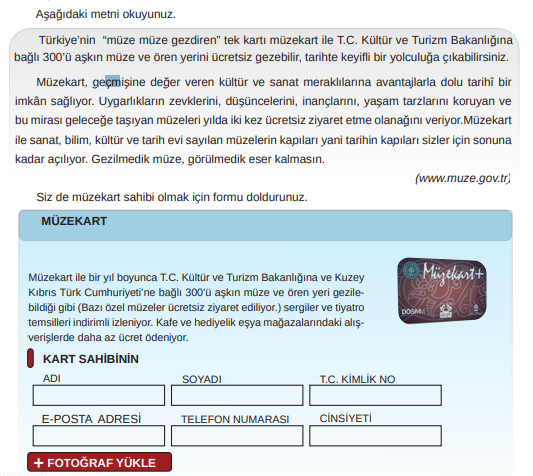 Aşağıdaki metni okuyunuz.
Türkiye'nin “müze müze gezdiren” tek kartı müzekart ile T.C. Kültür ve Turizm Bakanlığına
bağlı 300'ü aşkın müze ve ören yerini ücretsiz gezebilir, tarihte keyifli bir yolculuğa çıkabilirsiniz.
Müzekart, geçmişine değer veren kültür ve sanat meraklılarına avantajlarla dolu tarihî bir
imkân sağlıyor. Uygarlıkların zevklerini, düşüncelerini, inançlarını, yaşam tarzlarını koruyan ve
bu mirası geleceğe taşıyan müzeleri yılda iki kez ücretsiz ziyaret etme olanağını veriyor.Müzekart
ile sanat, bilim, kültür ve tarih evi sayılan müzelerin kapıları yani tarihin kapıları sizler için sonuna
kadar açılıyor. Gezilmedik müze, görülmedik eser kalmasın.
(www.muze.gov.tr)
Siz de müzekart sahibi olmak için formu doldurunuz.
MÜZEKART
Müzekart ile bir yıl boyunca T.C. Kültür ve Turizm Bakanlığına ve Kuzey
Kıbrıs Türk Cumhuriyeti'ne bağlı 300'ü aşkın müze ve ören yeri gezile-
bildiği gibi (Bazı özel müzeler ücretsiz ziyaret ediliyor.) sergiler ve tiyatro
temsilleri indirimli izleniyor. Kafe ve hediyelik eşya mağazalarındaki alış-
verişlerde daha az ücret ödeniyor.
Müzekart+
DÖSİMM
KART SAHİBİNİN
ADI SOYADI T.C. KİMLİK NO
E-POSTA ADRESİ TELEFON NUMARASI CİNSİYETİ
+ FOTOĞRAF YÜKLE